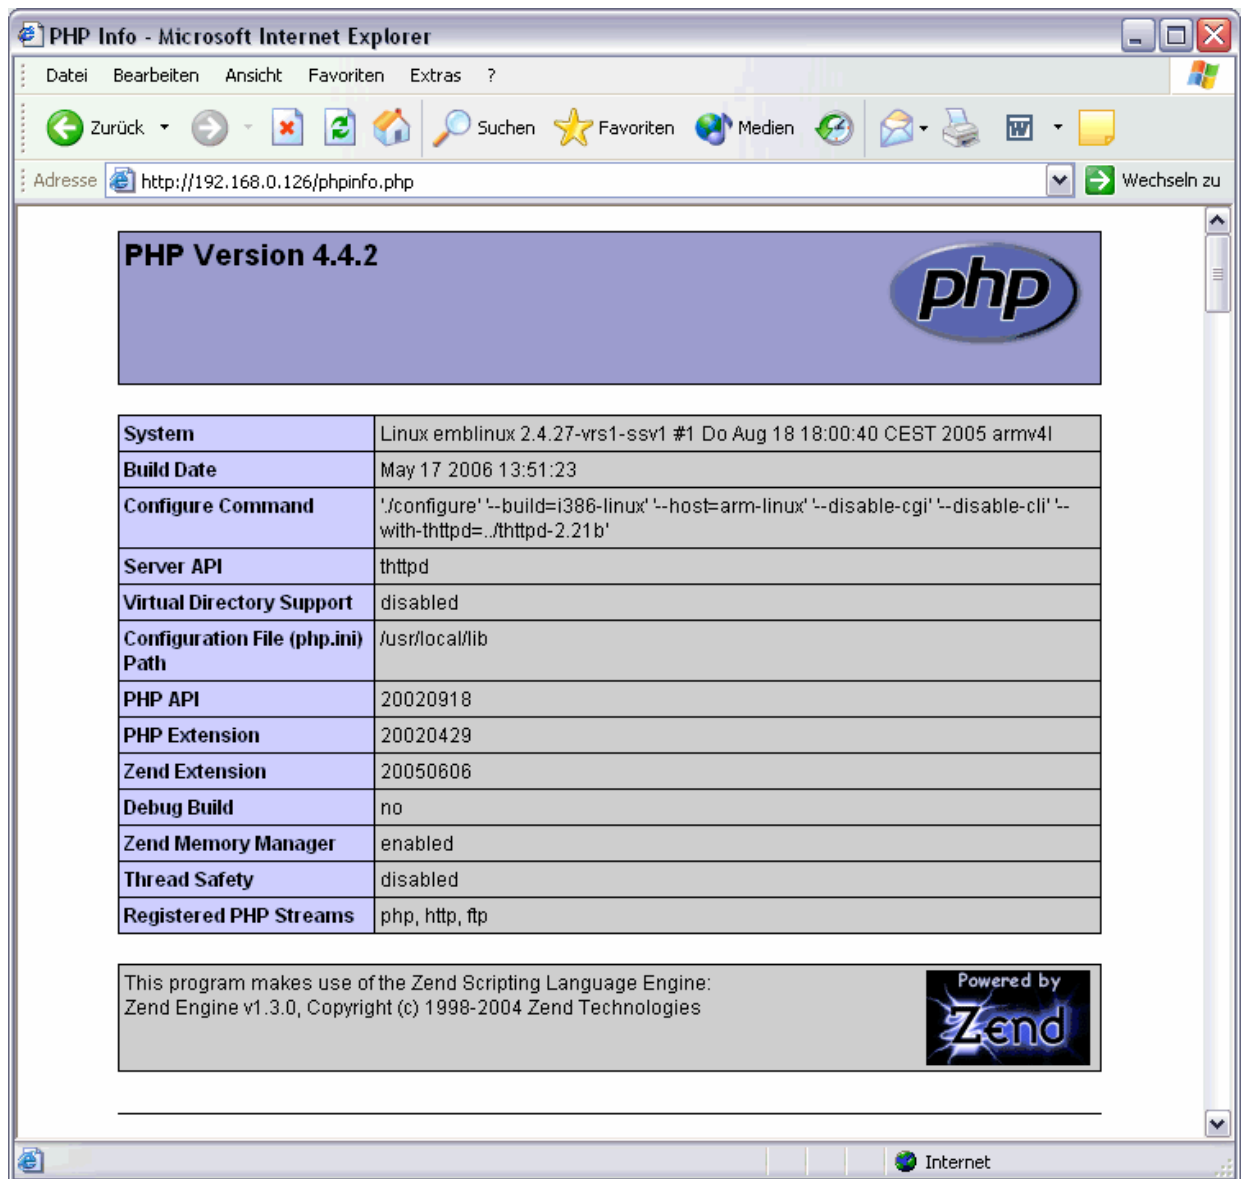 PHP Info - Microsoft Internet Explorer
Datei Bearbeiten Ansicht Favoriten Extras ?
Zurück Suchen Favoriten Medien W
Adresse http://192.168.0.126/phpinfo.php Wechseln zu
PHP Version 4.4.2
php
System Linux emblinux 2.4.27-vrs1-ssv1 #1 Do Aug 18 18:00:40 CEST 2005 armv4l
Build Date May 17 2006 13:51:23
Configure Command './configure' '--build=i386-linux' '--host=arm-linux' '--disable-cgi' '--disable-cli' '--
with-thttpd=../thttpd-2.21b'
Server API thttpd
Virtual Directory Support disabled
Configuration File (php.ini) /usr/local/lib
Path
PHP API 20020918
PHP Extension 20020429
Zend Extension 20050606
Debug Build no
Zend Memory Manager enabled
Thread Safety disabled
Registered PHP Streams php, http, ftp
This program makes use of the Zend Scripting Language Engine:
Zend Engine v1.3.0, Copyright (c) 1998-2004 Zend Technologies
Powered by
Zend
Internet